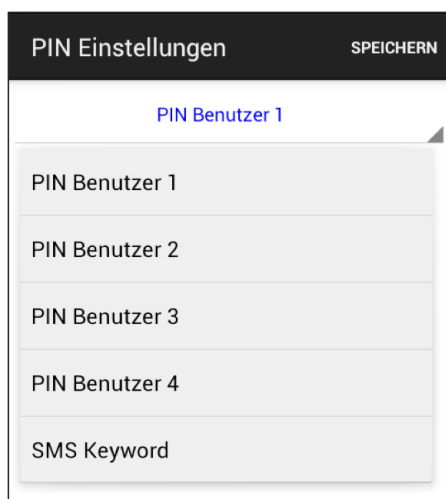 PIN Einstellungen SPEICHERN
PIN Benutzer 1
PIN Benutzer 1
PIN Benutzer 2
PIN Benutzer 3
PIN Benutzer 4
SMS Keyword